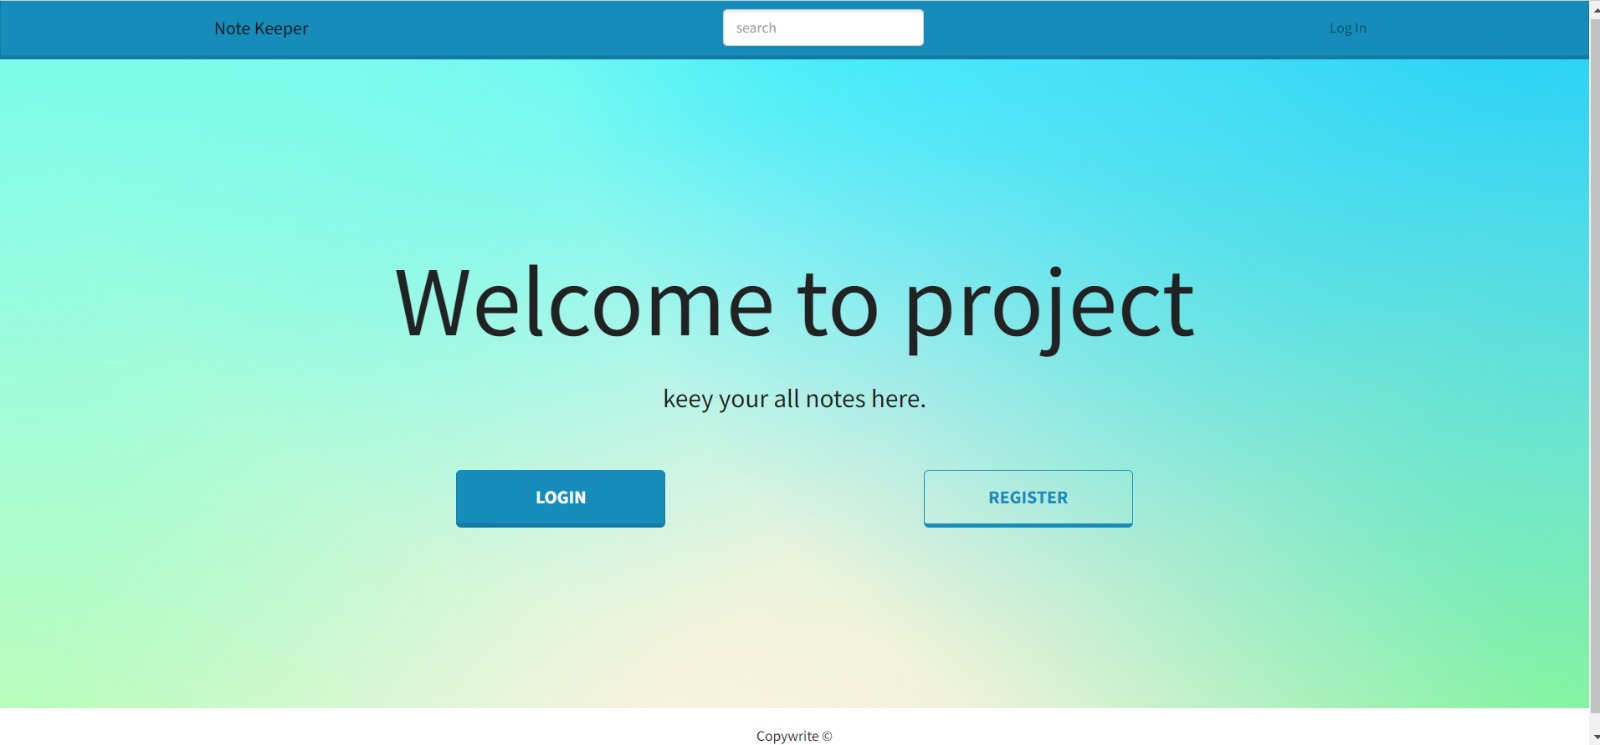 Note Keeper
search
Log In
Welcome to project
keey your all notes here.
LOGIN
REGISTER
Copywrite ©